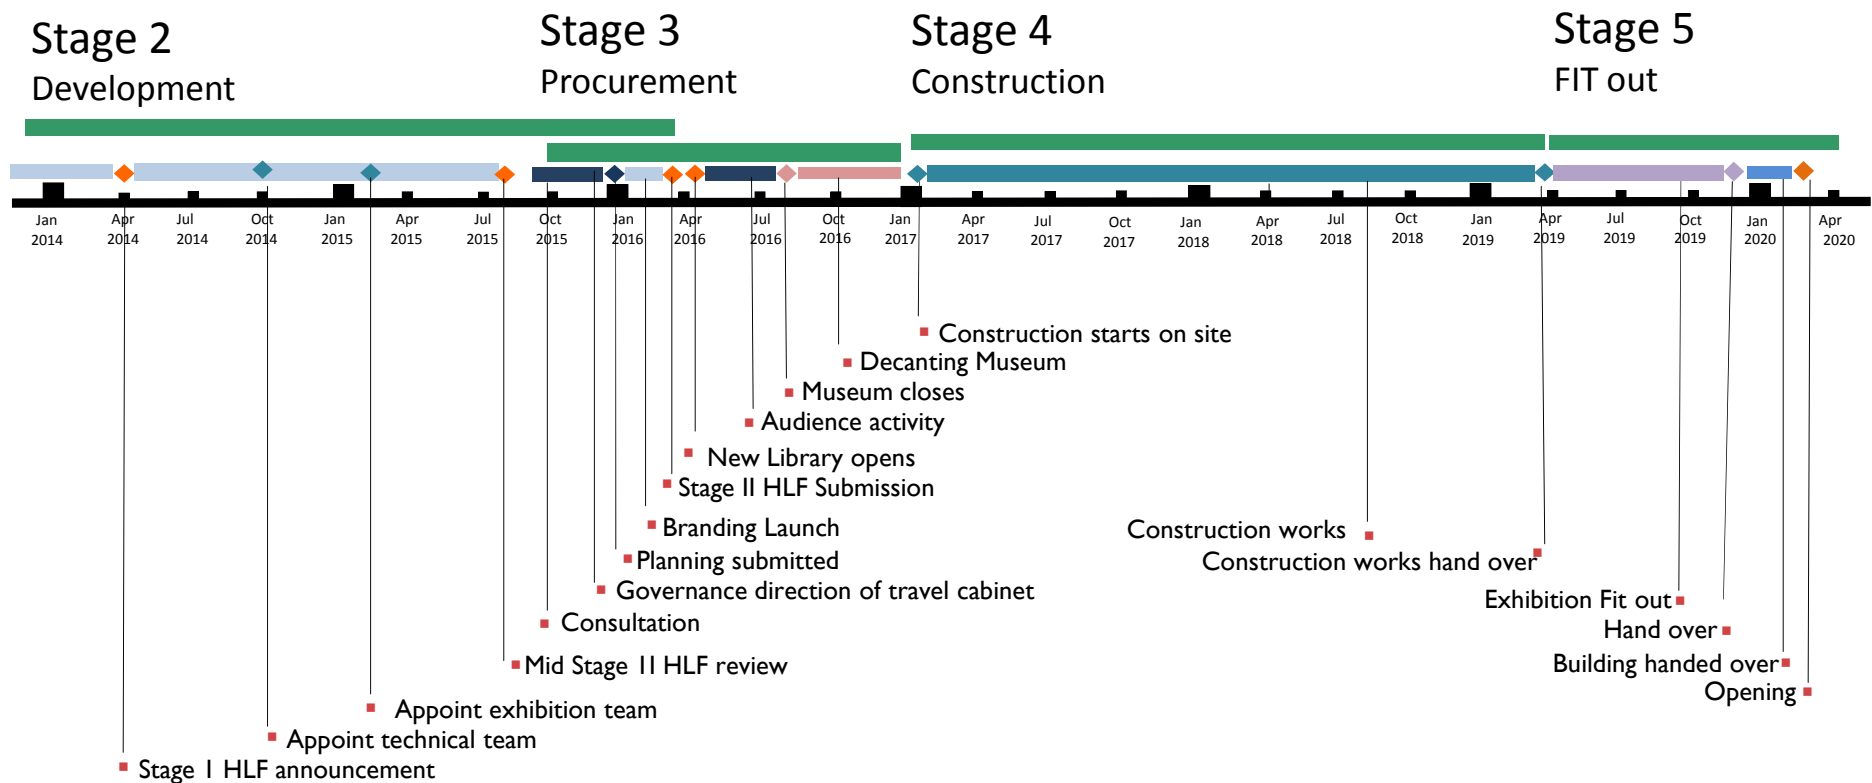 Stage 2
Development
Stage 3
Procurement
Stage 4
Construction
Stage 5
FIT out
Jan 2014
Apr 2014
Jul 2014
Oct 2014
Jan 2015
Apr 2015
Jul 2015
Oct 2015
Jan 2016
Apr 2016
Jul 2016
Oct 2016
Jan 2017
Apr 2017
Jul 2017
Oct 2017
Jan 2018
Apr 2018
Jul 2018
Oct 2018
Jan 2019
Apr 2019
Jul 2019
Oct 2019
Jan 2020
Apr 2020
Construction starts on site
Decanting Museum
Museum closes
Audience activity
New Library opens
Stage II HLF Submission
Branding Launch
Planning submitted
Governance direction of travel cabinet
Consultation
Mid Stage 1I HLF review
Appoint exhibition team
Appoint technical team
Stage 1 HLF announcement
Construction works
Construction works hand over
Exhibition Fit out
Hand over
Building handed over
Opening